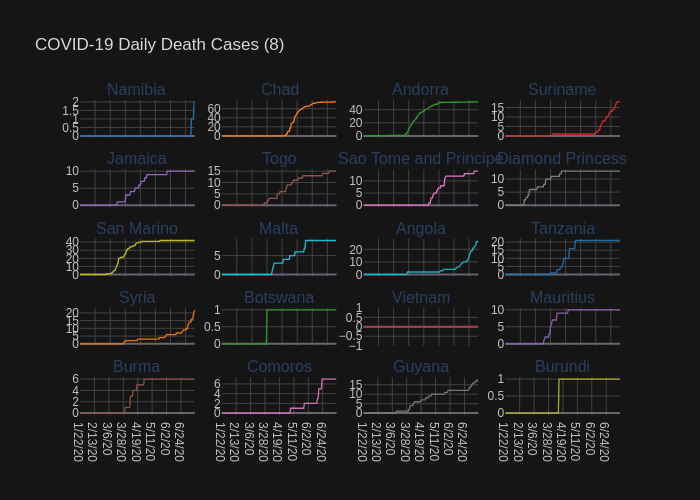 COVID-19 Daily Death Cases (8)
Namibia Chad Andorra Suriname
2 1.5 1 0.5 0
60 40 20 0
40 20 0
15 10 5 0
Jamaica Togo Sao Tome and Principe Diamond Princess
10 5 0
15 10 5 0
10 5 0
10 5 0
San Marino Malta Angola Tanzania
40 30 20 10 0
5 0
20 10 0
20 15 10 5 0
Syria Botswana Vietnam Mauritius
20 15 10 5 0
1 0.5 0
1 0.5 0 −0.5 −1
10 5 0
Burma Comoros Guyana Burundi
6 4 2 0
6 4 2 0
15 10 5 0
1 0.5 0
1/22/20 2/13/20 3/6/20 3/28/20 4/19/20 5/11/20 6/2/20 6/24/20
1/22/20 2/13/20 3/6/20 3/28/20 4/19/20 5/11/20 6/2/20 6/24/20
1/22/20 2/13/20 3/6/20 3/28/20 4/19/20 5/11/20 6/2/20 6/24/20
1/22/20 2/13/20 3/6/20 3/28/20 4/19/20 5/11/20 6/2/20 6/24/20